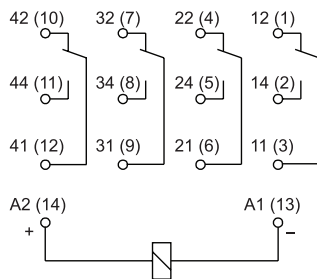 42 (10) 32 (7) 22 (4) 12 (1)
44 (11) 34 (8) 24 (5) 14 (2)
41 (12) 31 (9) 21 (6) 11 (3)
A2 (14) A1 (13)
+ –